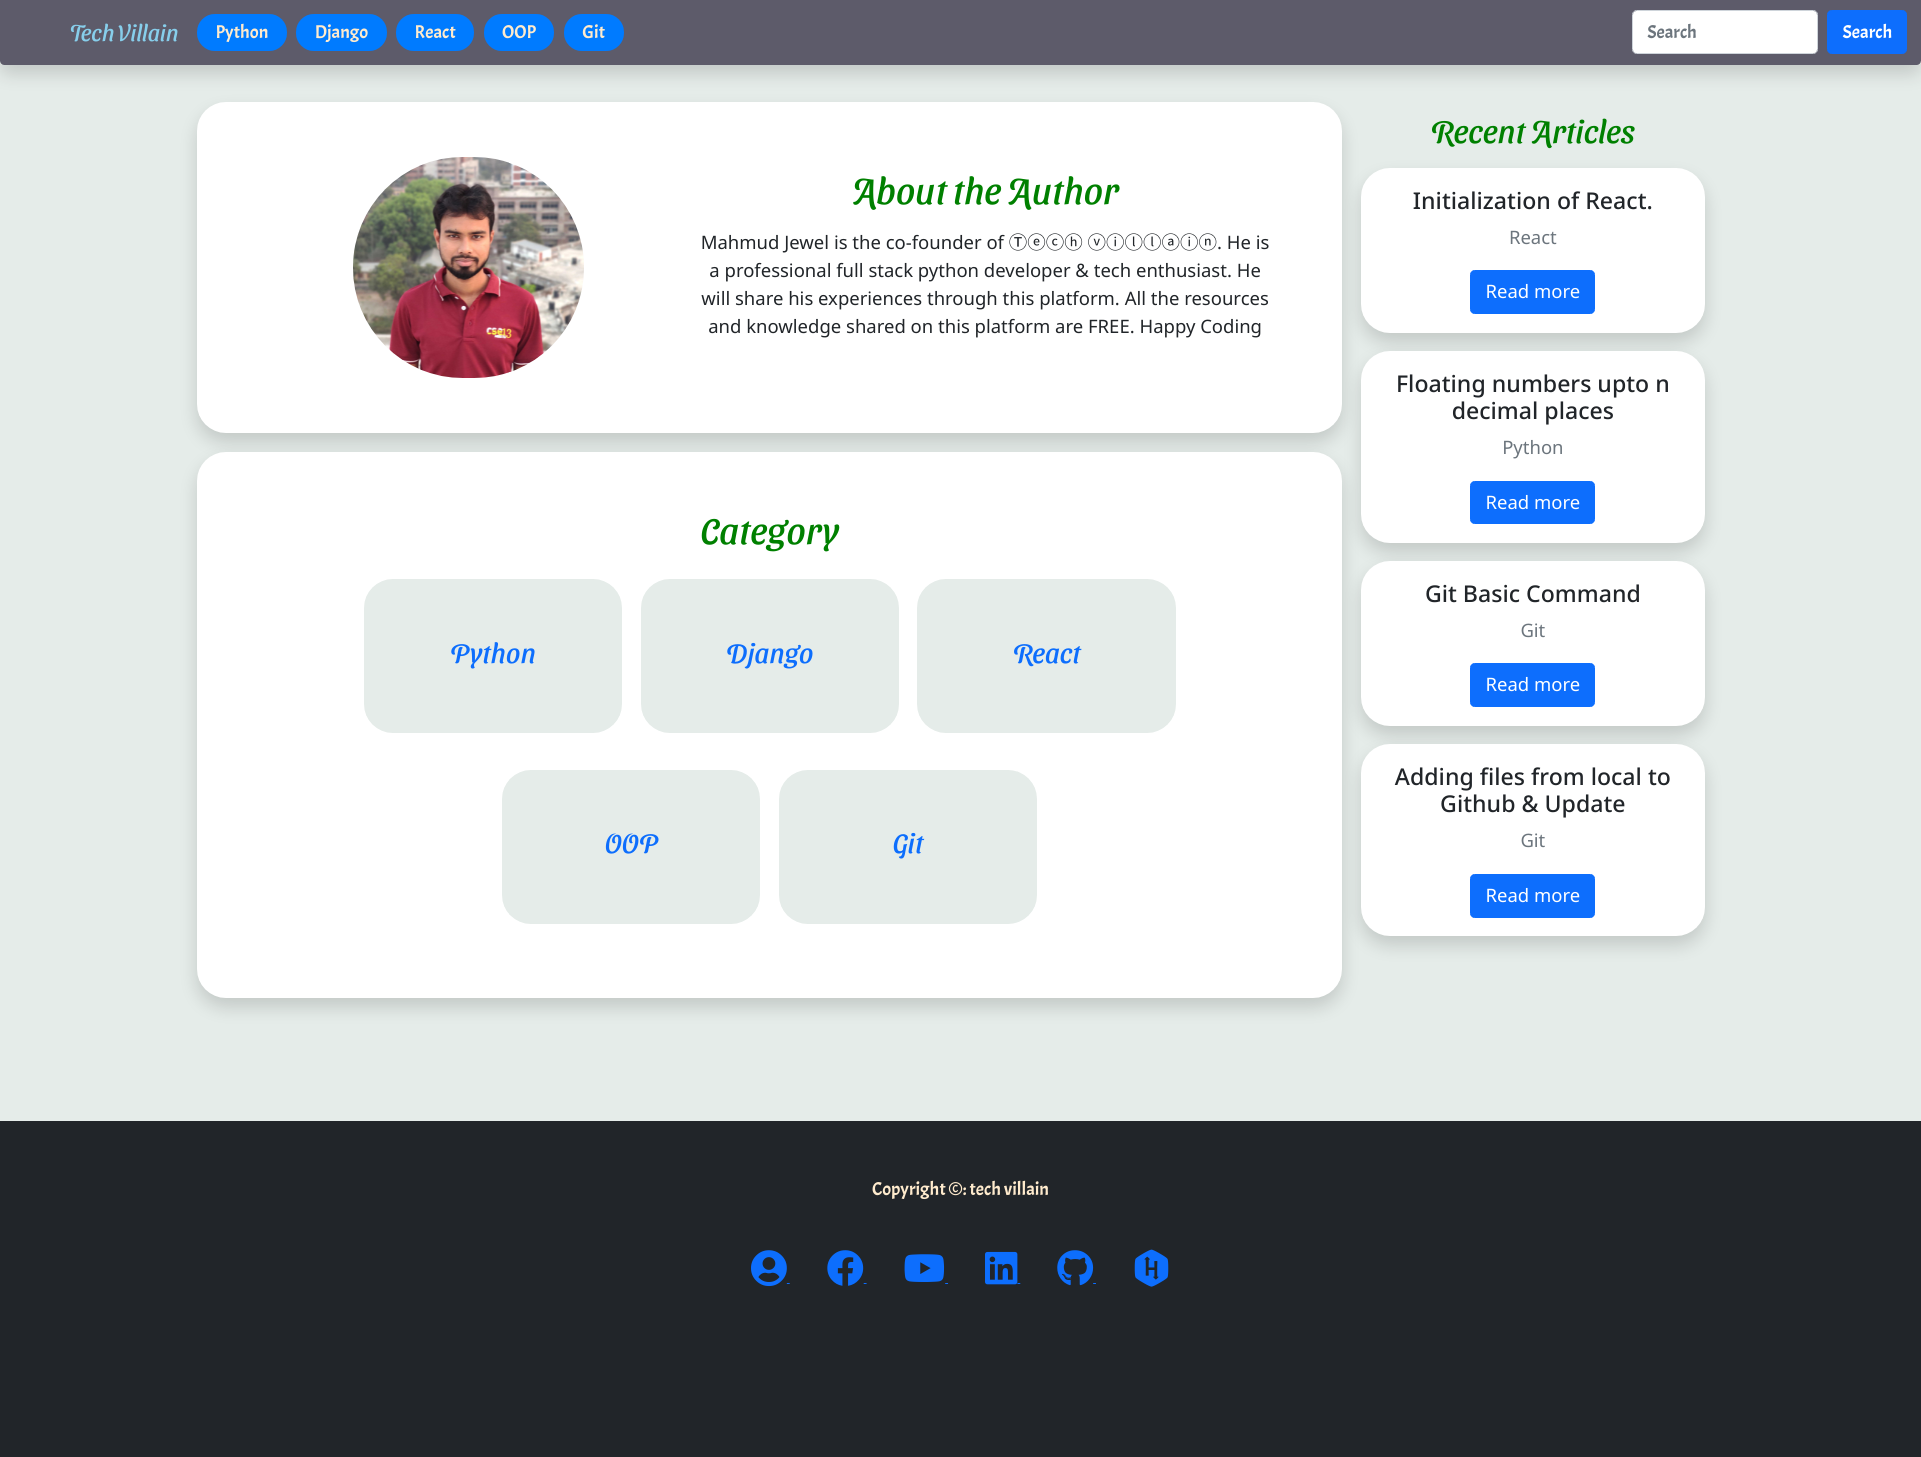 Tech Villain
Python
Django
React
OOP
Git
Search
Search
About the Author
Mahmud Jewel is the co-founder of Ⓣⓔⓒⓗ ⓥⓘⓛⓛⓐⓘⓝ. He is
a professional full stack python developer & tech enthusiast. He
will share his experiences through this platform. All the resources
and knowledge shared on this platform are FREE. Happy Coding
CSE13
Category
Python
Django
React
OOP
Git
Recent Articles
Initialization of React.
React
Read more
Floating numbers upto n
decimal places
Python
Read more
Git Basic Command
Git
Read more
Adding files from local to
Github & Update
Git
Read more
Copyright ©: tech villain